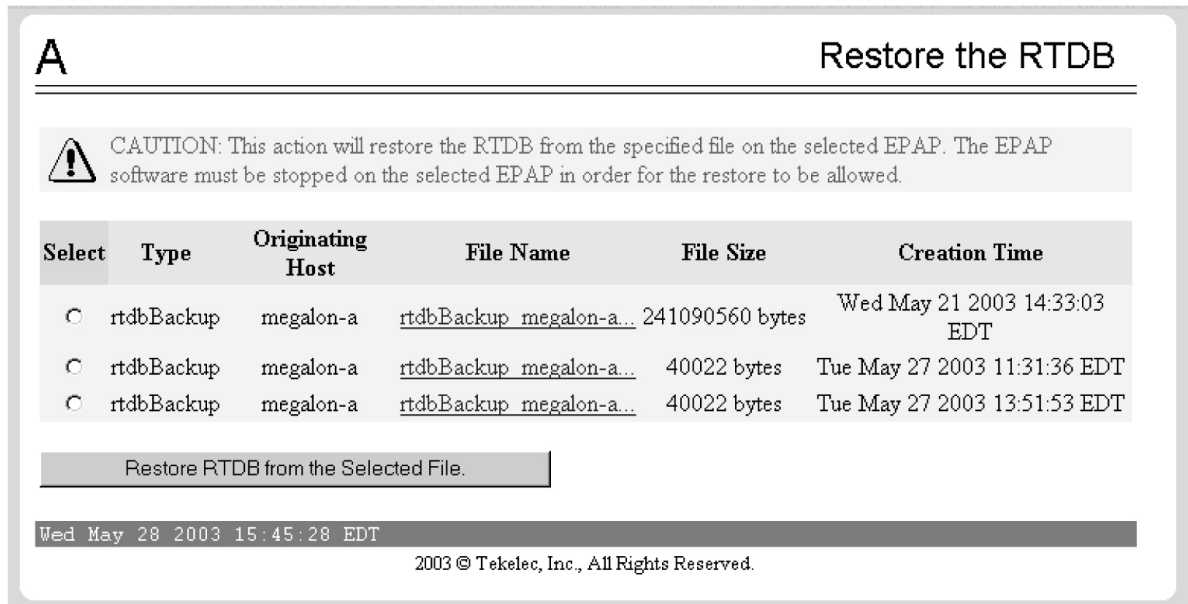 A
Restore the RTDB
CAUTION: This action will restore the RTDB from the specified file on the selected EPAP. The EPAP
software must be stopped on the selected EPAP in order for the restore to be allowed.
Select Type Originating Host File Name File Size Creation Time
rtdbBackup megalon-a rtdbBackup_megalon-a... 241090560 bytes Wed May 21 2003 14:33:03 EDT
rtdbBackup megalon-a rtdbBackup_megalon-a... 40022 bytes Tue May 27 2003 11:31:36 EDT
rtdbBackup megalon-a rtdbBackup_megalon-a... 40022 bytes Tue May 27 2003 13:51:53 EDT
Restore RTDB from the Selected File.
Wed May 28 2003 15:45:28 EDT
2003 © Tekelec, Inc., All Rights Reserved.